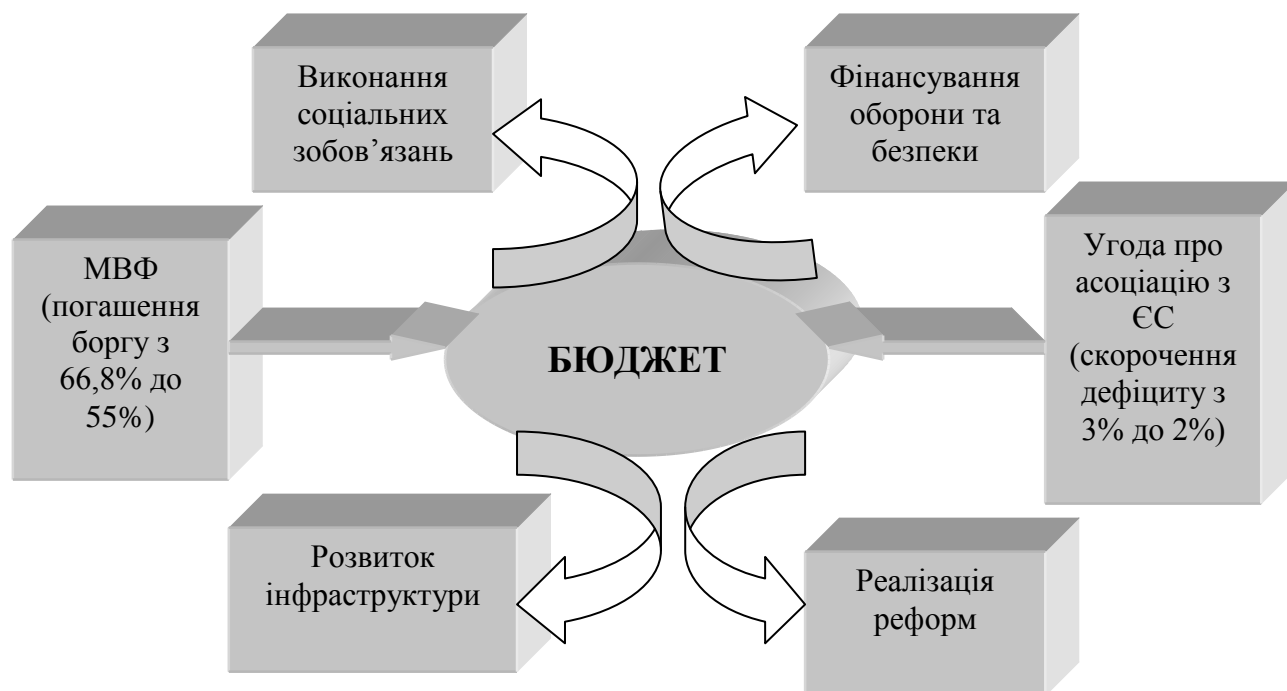 Виконання
соціальних
зобов’язань
Фінансування
оборони та
безпеки
МВФ
(погашення
боргу з
66,8% до
55%)
БЮДЖЕТ
Угода про
асоціацію з
ЄС
(скорочення
дефіциту з
3% до 2%)
Розвиток
інфраструктури
Реалізація
реформ